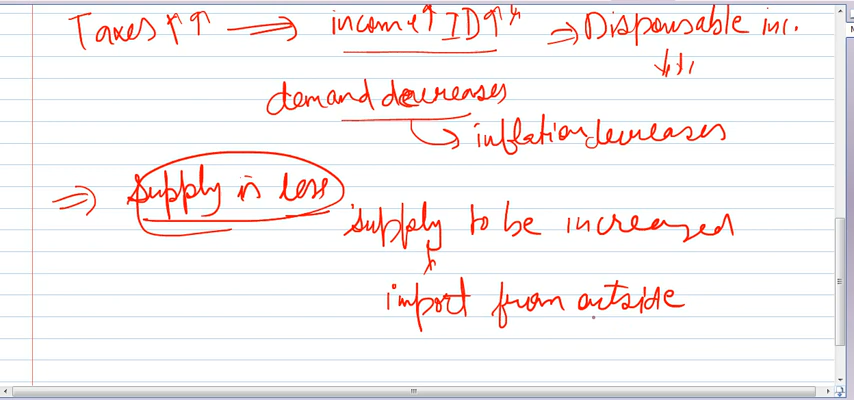 Taxes ↑↑ ⟶ income↑ ID↑↑ ⇒ Disposable inc.
↓↓↓
demand decreases
↳ inflation decreases
⇒ supply is less
supply to be increased
↓
import from outside